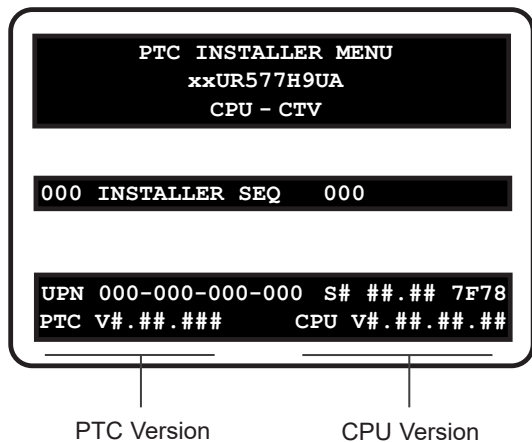 PTC INSTALLER MENU
xxUR577H9UA
CPU – CTV
000 INSTALLER SEQ 000
UPN 000-000-000-000 S# ##.## 7F78
PTC V#.##.### CPU V#.##.##.##
PTC Version CPU Version